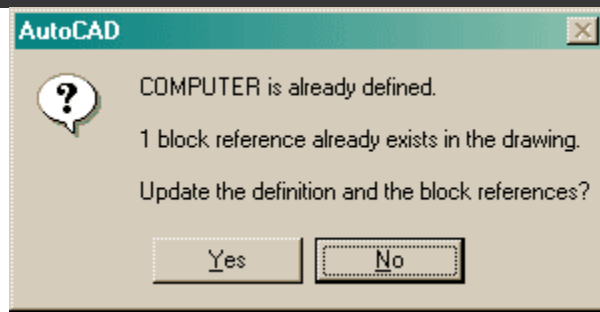 AutoCAD
COMPUTER is already defined.
1 block reference already exists in the drawing.
Update the definition and the block references?
Yes No